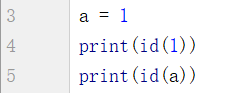 3 a = 1
4 print(id(1))
5 print(id(a))